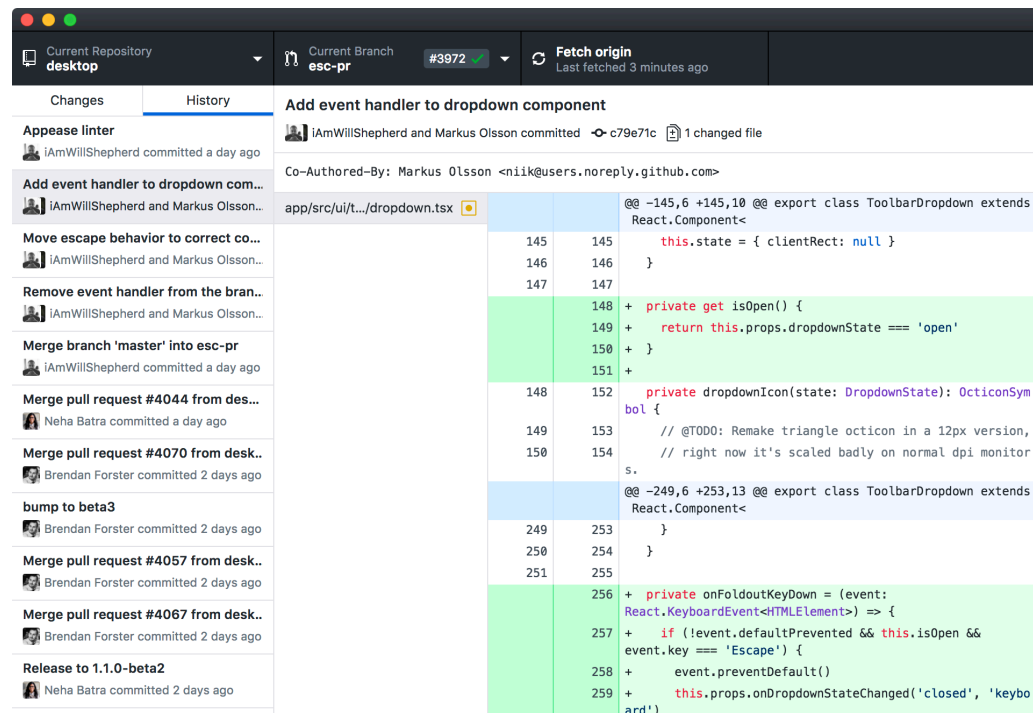 Current Repository
desktop
Current Branch
esc-pr
#3972
Fetch origin
Last fetched 3 minutes ago
Changes
History
Appease linter
iAmWillShepherd committed a day ago
Add event handler to dropdown com...
iAmWillShepherd and Markus Olsson...
Move escape behavior to correct co...
iAmWillShepherd and Markus Olsson...
Remove event handler from the bran...
iAmWillShepherd and Markus Olsson...
Merge branch 'master' into esc-pr
iAmWillShepherd committed a day ago
Merge pull request #4044 from des...
Neha Batra committed a day ago
Merge pull request #4070 from desk...
Brendan Forster committed 2 days ago
bump to beta3
Brendan Forster committed 2 days ago
Merge pull request #4057 from desk...
Brendan Forster committed 2 days ago
Merge pull request #4067 from desk...
Brendan Forster committed 2 days ago
Release to 1.1.0-beta2
Neha Batra committed 2 days ago
Add event handler to dropdown component
iAmWillShepherd and Markus Olsson committed c79e71c 1 changed file
Co-Authored-By: Markus Olsson <niik@users.noreply.github.com>
app/src/ui/t.../dropdown.tsx
@@ -145,6 +145,10 @@ export class ToolbarDropdown extends
React.Component<
145 145 this.state = { clientRect: null }
146 146 }
147 147
148 + private get isOpen() {
149 + return this.props.dropdownState === 'open'
150 + }
151 +
148 152 private dropdownIcon(state: DropdownState): OcticonSym
bol {
149 153 // @TODO: Remake triangle octicon in a 12px version,
150 154 // right now it's scaled badly on normal dpi monitor
s.
@@ -249,6 +253,13 @@ export class ToolbarDropdown extends
React.Component<
249 253 }
250 254 }
251 255
256 + private onFoldoutKeyDown = (event:
React.KeyboardEvent<HTMLElement>) => {
257 + if (!event.defaultPrevented && this.isOpen &&
event.key === 'Escape') {
258 + event.preventDefault()
259 + this.props.onDropdownStateChanged('closed', 'keybo
ard')